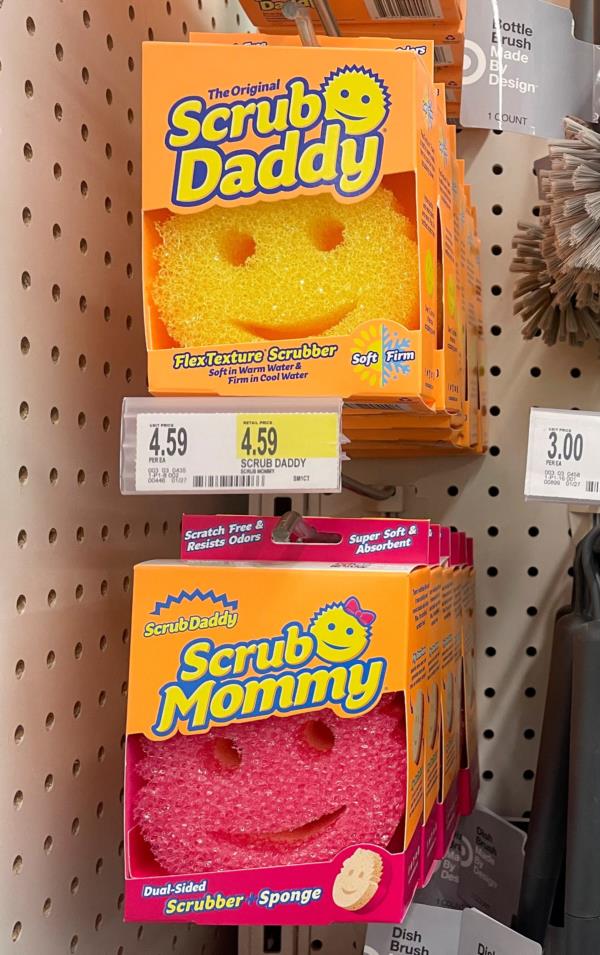 Bottle
Brush
Made
By
Design
1 COUNT
The Original
Scrub
Daddy
FlexTexture Scrubber
Soft in Warm Water &
Firm in Cool Water
Soft Firm
UNIT PRICE
4.59
PER EA
RETAIL PRICE
4.59
SCRUB DADDY
SCRUB MOMMY
SM1CT
UNIT PRICE
3.00
PER EA
Scratch Free &
Resists Odors
Super Soft &
Absorbent
ScrubDaddy
Scrub
Mommy
Dual-Sided
Scrubber + Sponge
Dish
Brush